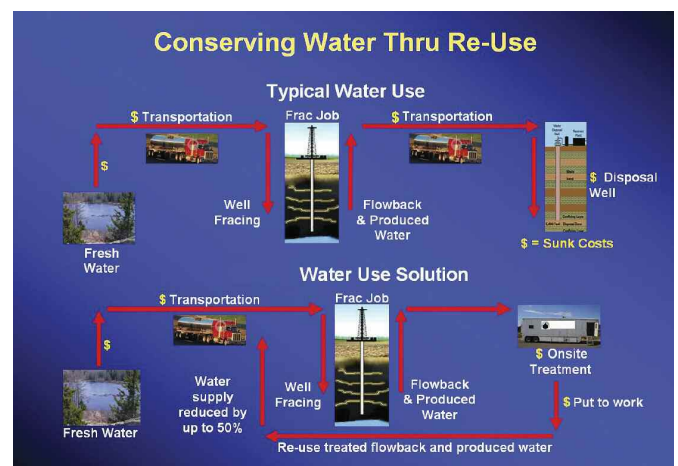 Conserving Water Thru Re-Use
Typical Water Use
$ Transportation
Frac Job
$ Transportation
$
Well
Fracing
Flowback
& Produced
Water
$ Disposal
Well
Fresh
Water
$ = Sunk Costs
Water Use Solution
$ Transportation
Frac Job
$
$ Onsite
Treatment
Water
supply
reduced by
up to 50%
Well
Fracing
Flowback
& Produced
Water
$ Put to work
Fresh Water
Re-use treated flowback and produced water